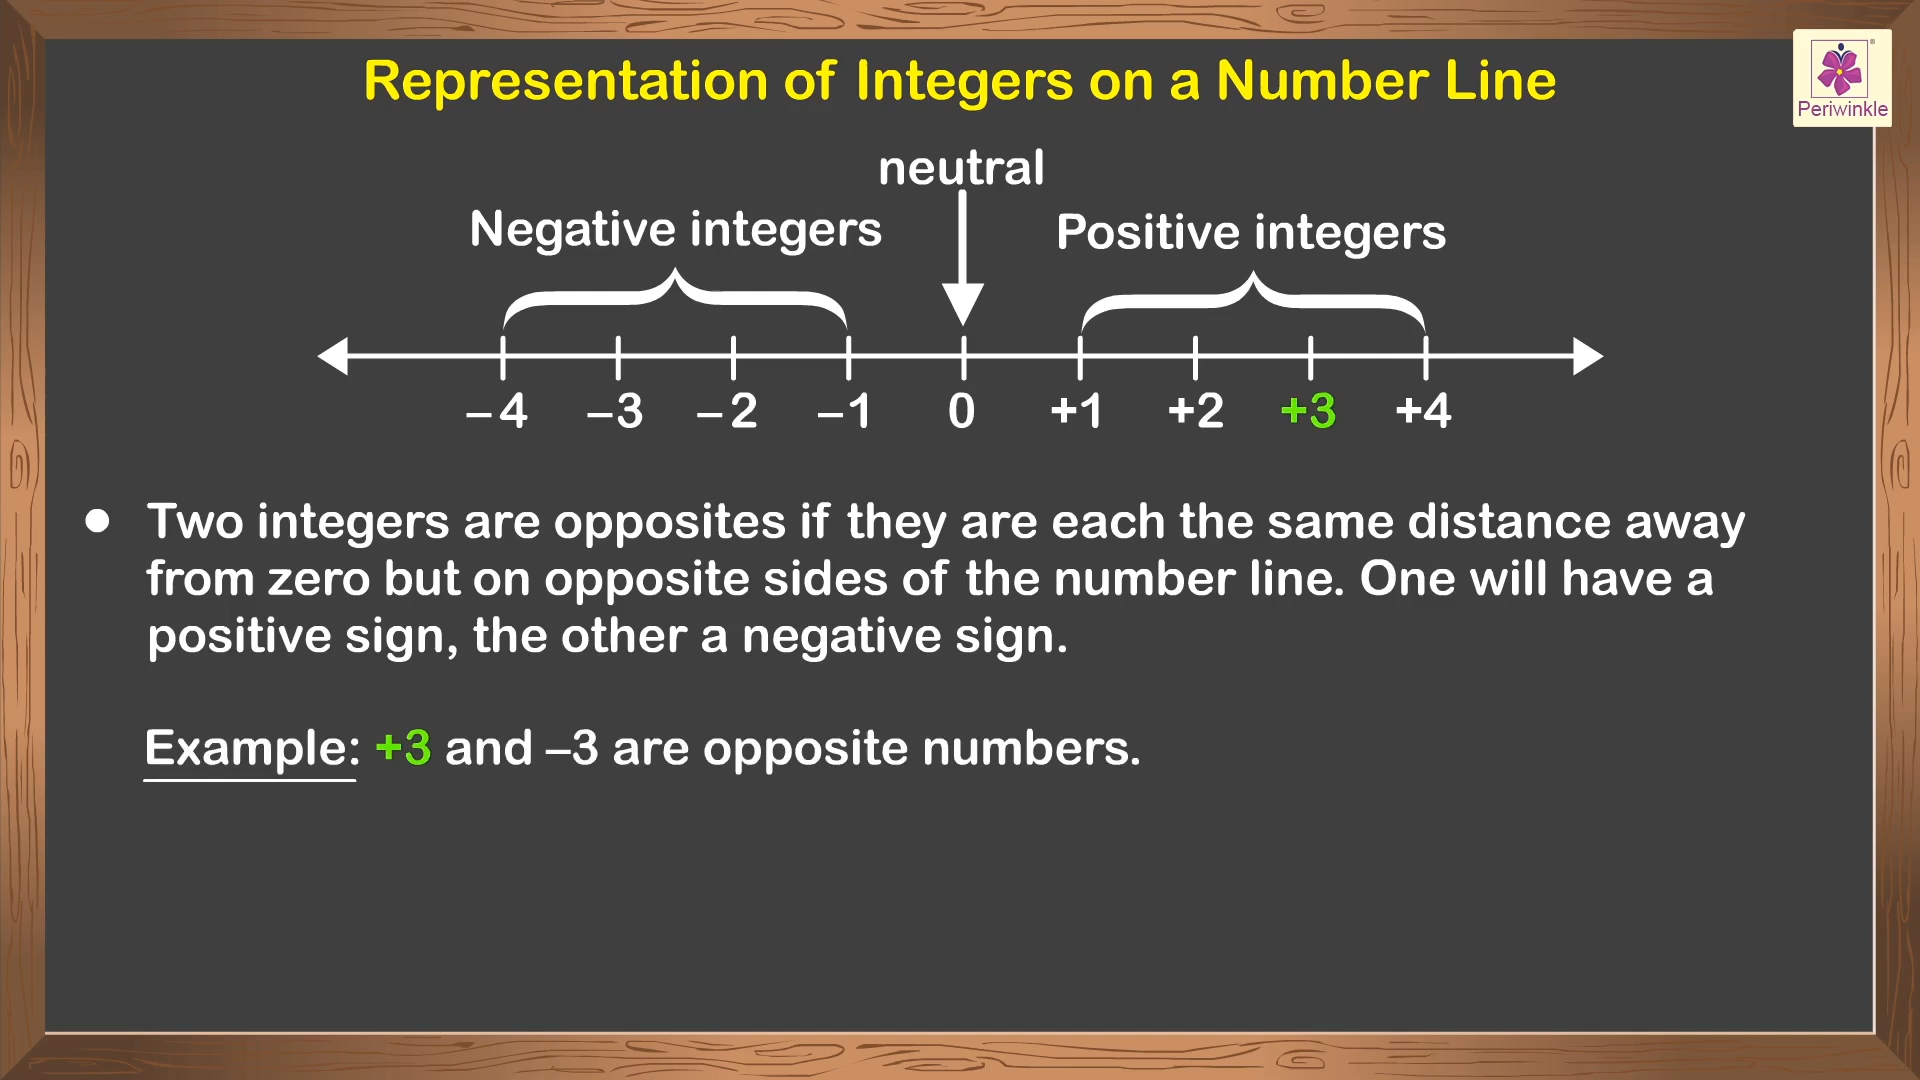 Representation of Integers on a Number Line
Periwinkle
neutral
Negative integers
Positive integers
– 4 –3 – 2 –1 0 +1 +2 +3 +4
● Two integers are opposites if they are each the same distance away
from zero but on opposite sides of the number line. One will have a
positive sign, the other a negative sign.
Example: +3 and –3 are opposite numbers.